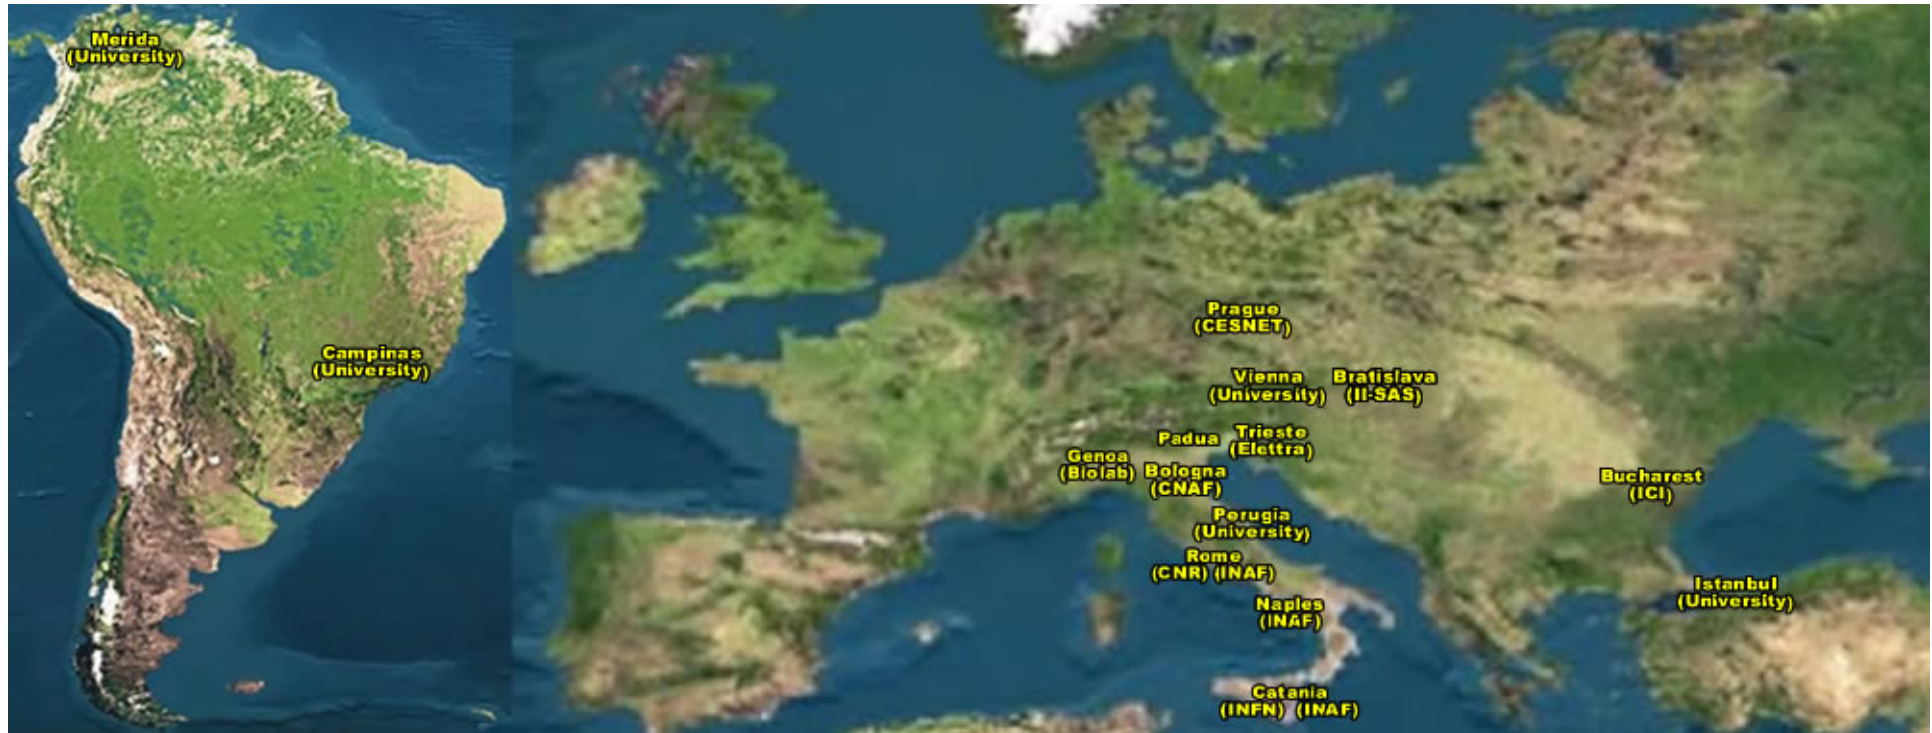 Merida
(University)
Campinas
(University)
Prague
(CESNET)
Vienna
(University)
Bratislava
(II-SAS)
Padua
Trieste
(Elettra)
Genoa
(Biolab)
Bologna
(CNAF)
Perugia
(University)
Rome
(CNR) (INAF)
Naples
(INAF)
Catania
(INFN) (INAF)
Bucharest
(ICI)
Istanbul
(University)